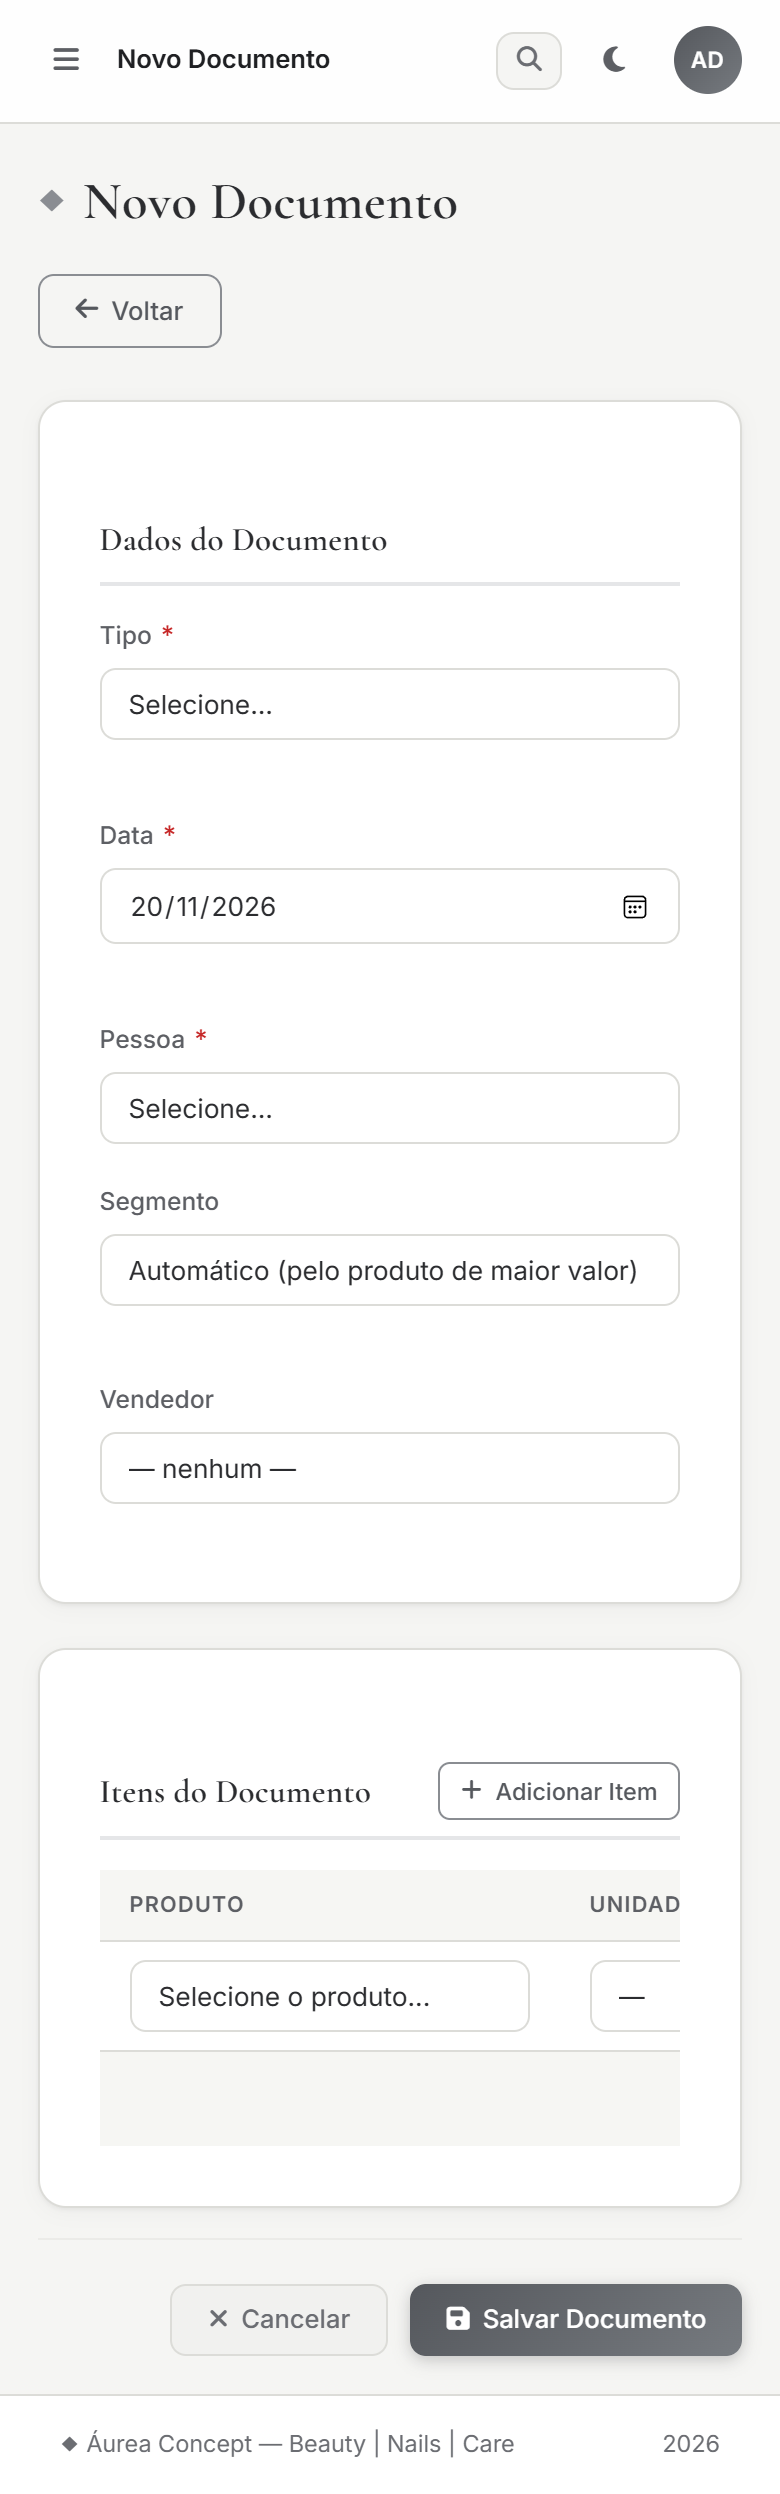 Novo Documento
AD
Novo Documento
Voltar
Dados do Documento
Tipo *
Selecione...
Data *
20/11/2026
Pessoa *
Selecione...
Segmento
Automático (pelo produto de maior valor)
Vendedor
— nenhum —
Itens do Documento
Adicionar Item
PRODUTO UNIDAD
Selecione o produto... —
Cancelar Salvar Documento
Áurea Concept — Beauty | Nails | Care 2026